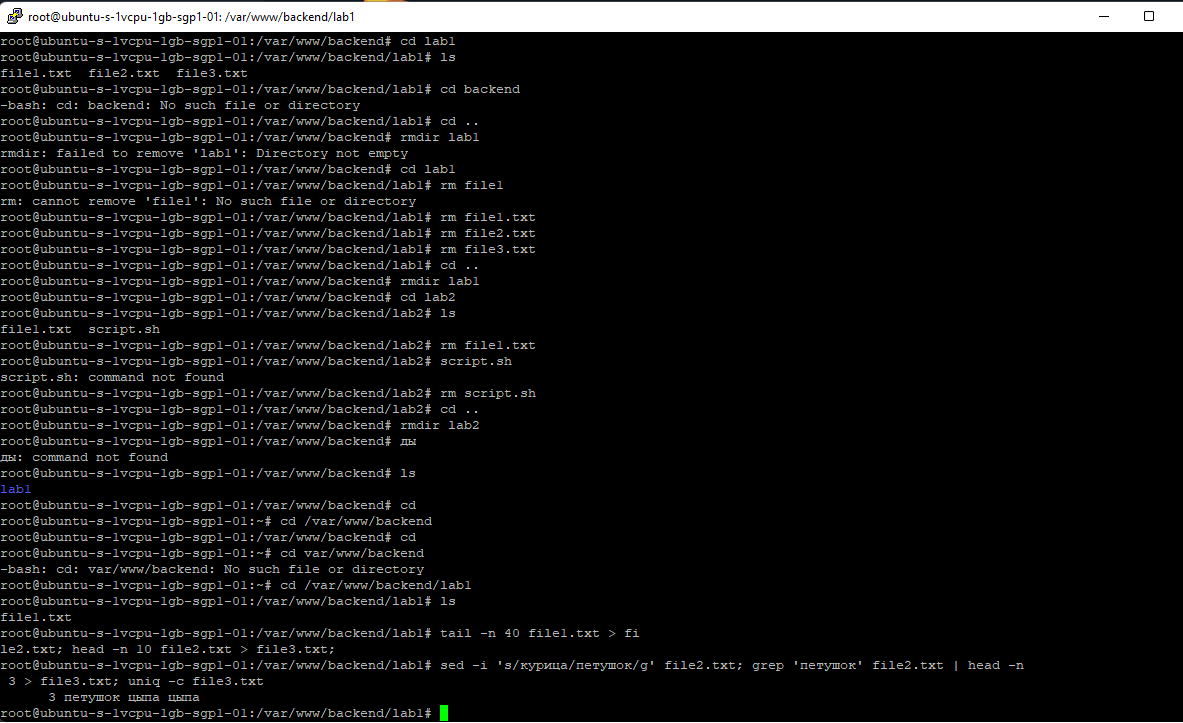 root@ubuntu-s-1vcpu-1gb-sgp1-01: /var/www/backend/lab1
root@ubuntu-s-1vcpu-1gb-sgp1-01:/var/www/backend# cd lab1
root@ubuntu-s-1vcpu-1gb-sgp1-01:/var/www/backend/lab1# ls
file1.txt  file2.txt  file3.txt
root@ubuntu-s-1vcpu-1gb-sgp1-01:/var/www/backend/lab1# cd backend
-bash: cd: backend: No such file or directory
root@ubuntu-s-1vcpu-1gb-sgp1-01:/var/www/backend/lab1# cd ..
root@ubuntu-s-1vcpu-1gb-sgp1-01:/var/www/backend# rmdir lab1
rmdir: failed to remove 'lab1': Directory not empty
root@ubuntu-s-1vcpu-1gb-sgp1-01:/var/www/backend# cd lab1
root@ubuntu-s-1vcpu-1gb-sgp1-01:/var/www/backend/lab1# rm file1
rm: cannot remove 'file1': No such file or directory
root@ubuntu-s-1vcpu-1gb-sgp1-01:/var/www/backend/lab1# rm file1.txt
root@ubuntu-s-1vcpu-1gb-sgp1-01:/var/www/backend/lab1# rm file2.txt
root@ubuntu-s-1vcpu-1gb-sgp1-01:/var/www/backend/lab1# rm file3.txt
root@ubuntu-s-1vcpu-1gb-sgp1-01:/var/www/backend/lab1# cd ..
root@ubuntu-s-1vcpu-1gb-sgp1-01:/var/www/backend# rmdir lab1
root@ubuntu-s-1vcpu-1gb-sgp1-01:/var/www/backend# cd lab2
root@ubuntu-s-1vcpu-1gb-sgp1-01:/var/www/backend/lab2# ls
file1.txt  script.sh
root@ubuntu-s-1vcpu-1gb-sgp1-01:/var/www/backend/lab2# rm file1.txt
root@ubuntu-s-1vcpu-1gb-sgp1-01:/var/www/backend/lab2# script.sh
script.sh: command not found
root@ubuntu-s-1vcpu-1gb-sgp1-01:/var/www/backend/lab2# rm script.sh
root@ubuntu-s-1vcpu-1gb-sgp1-01:/var/www/backend/lab2# cd ..
root@ubuntu-s-1vcpu-1gb-sgp1-01:/var/www/backend# rmdir lab2
root@ubuntu-s-1vcpu-1gb-sgp1-01:/var/www/backend# ды
ды: command not found
root@ubuntu-s-1vcpu-1gb-sgp1-01:/var/www/backend# ls
lab1
root@ubuntu-s-1vcpu-1gb-sgp1-01:/var/www/backend# cd
root@ubuntu-s-1vcpu-1gb-sgp1-01:~# cd /var/www/backend
root@ubuntu-s-1vcpu-1gb-sgp1-01:/var/www/backend# cd
root@ubuntu-s-1vcpu-1gb-sgp1-01:~# cd var/www/backend
-bash: cd: var/www/backend: No such file or directory
root@ubuntu-s-1vcpu-1gb-sgp1-01:~# cd /var/www/backend/lab1
root@ubuntu-s-1vcpu-1gb-sgp1-01:/var/www/backend/lab1# ls
file1.txt
root@ubuntu-s-1vcpu-1gb-sgp1-01:/var/www/backend/lab1# tail -n 40 file1.txt > fi
le2.txt; head -n 10 file2.txt > file3.txt;
root@ubuntu-s-1vcpu-1gb-sgp1-01:/var/www/backend/lab1# sed -i 's/курица/петушок/g' file2.txt; grep 'петушок' file2.txt | head -n
 3 > file3.txt; uniq -c file3.txt
      3 петушок цыпа цыпа
root@ubuntu-s-1vcpu-1gb-sgp1-01:/var/www/backend/lab1#